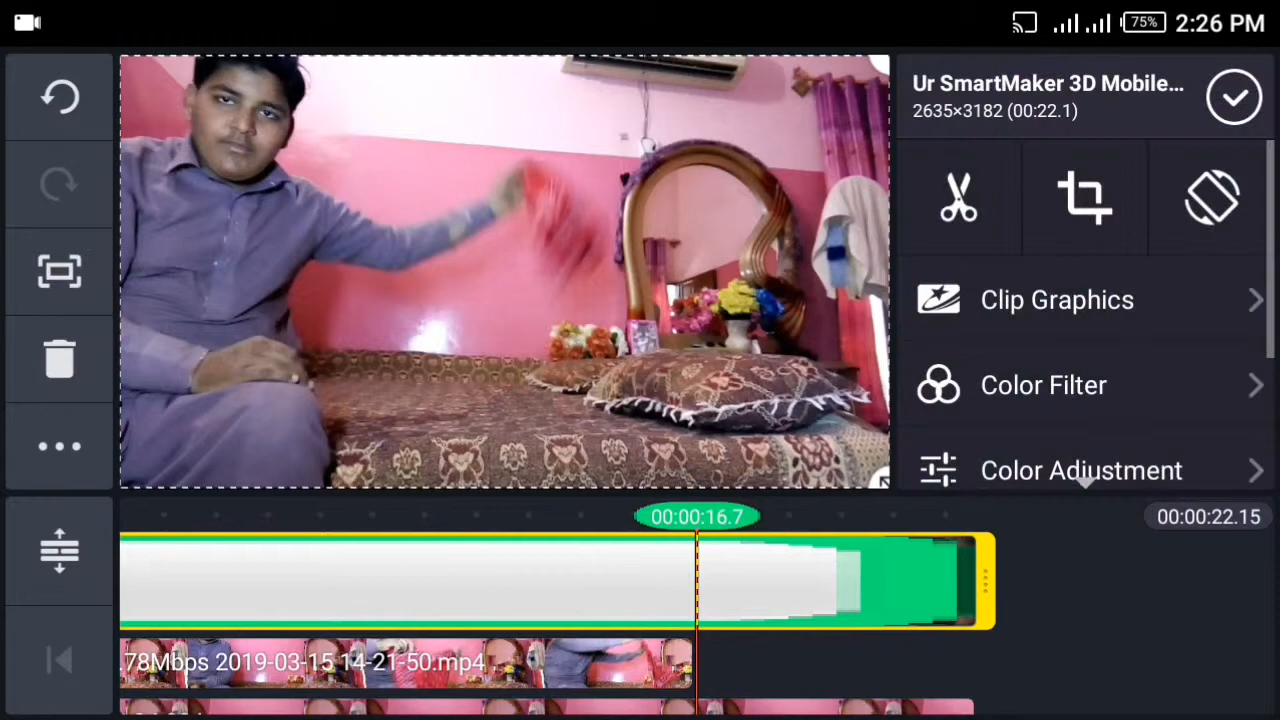 75%
2:26 PM
Ur SmartMaker 3D Mobile...
2635×3182 (00:22.1)
Clip Graphics
Color Filter
Color Adjustment
00:00:16.7
00:00:22.15
.78Mbps 2019-03-15 14-21-50.mp4